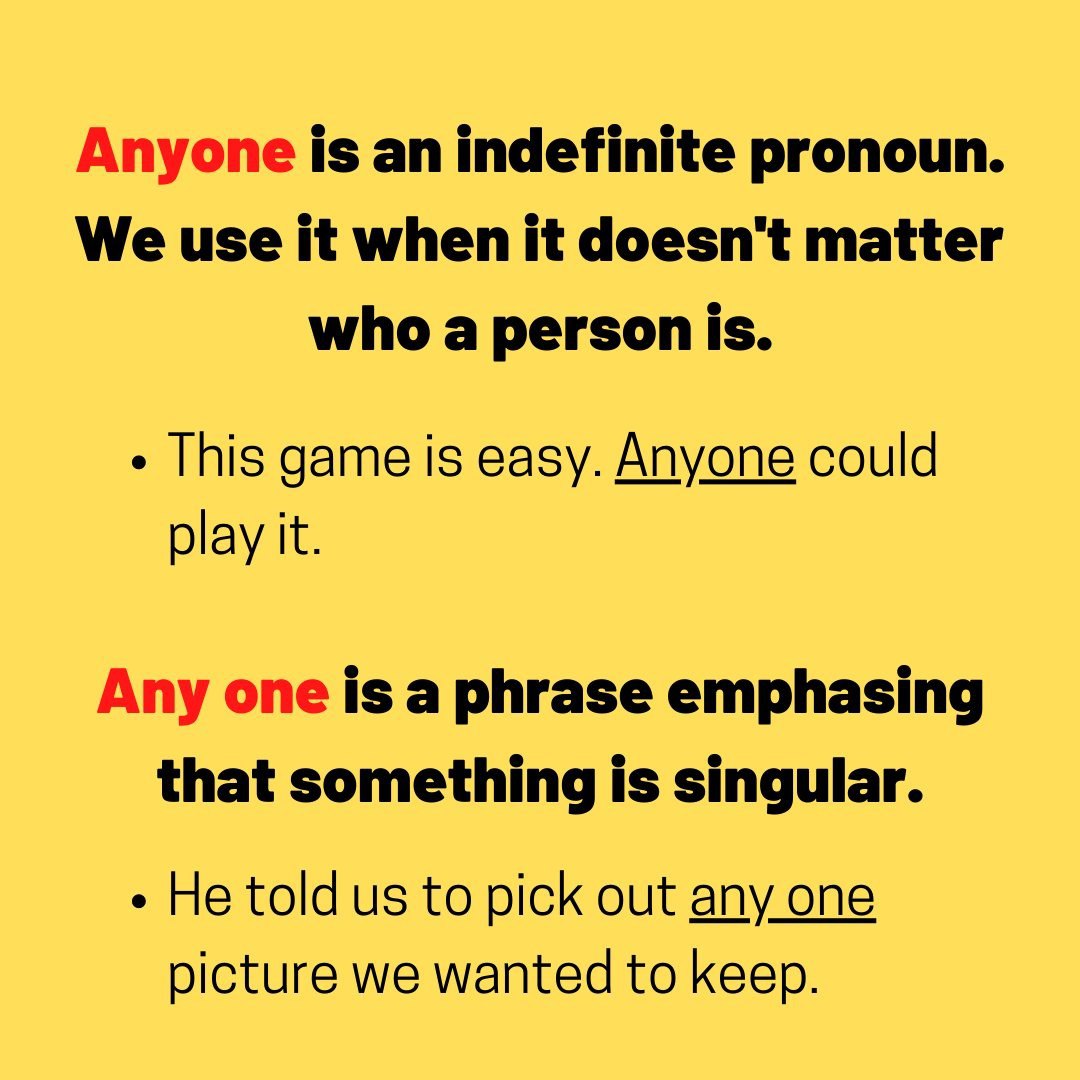 Anyone is an indefinite pronoun.
We use it when it doesn't matter
who a person is.
• This game is easy. Anyone could
play it.
Any one is a phrase emphasing
that something is singular.
• He told us to pick out any one
picture we wanted to keep.